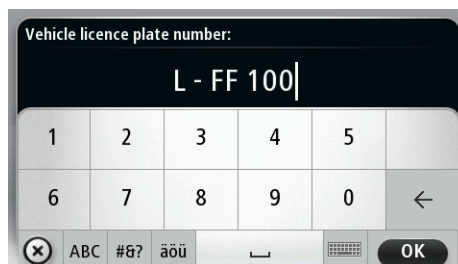 Vehicle licence plate number:
L - FF 100
1 2 3 4 5
6 7 8 9 0 ←
ABC #&? äöü OK